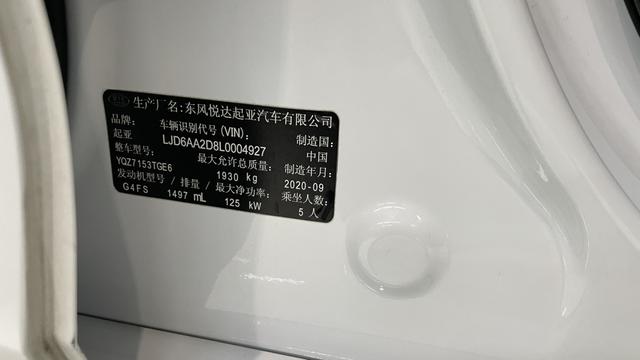 KIA 生产厂名:东风悦达起亚汽车有限公司
品牌: 车辆识别代号(VIN): 制造国:
起亚 LJD6AA2D8L0004927 中国
整车型号: 最大允许总质量: 制造年月:
YQZ7153TGE6 1930 kg 2020-09
发动机型号/排量/最大净功率: 乘坐人数:
G4FS 1497 mL 125 kW 5 人